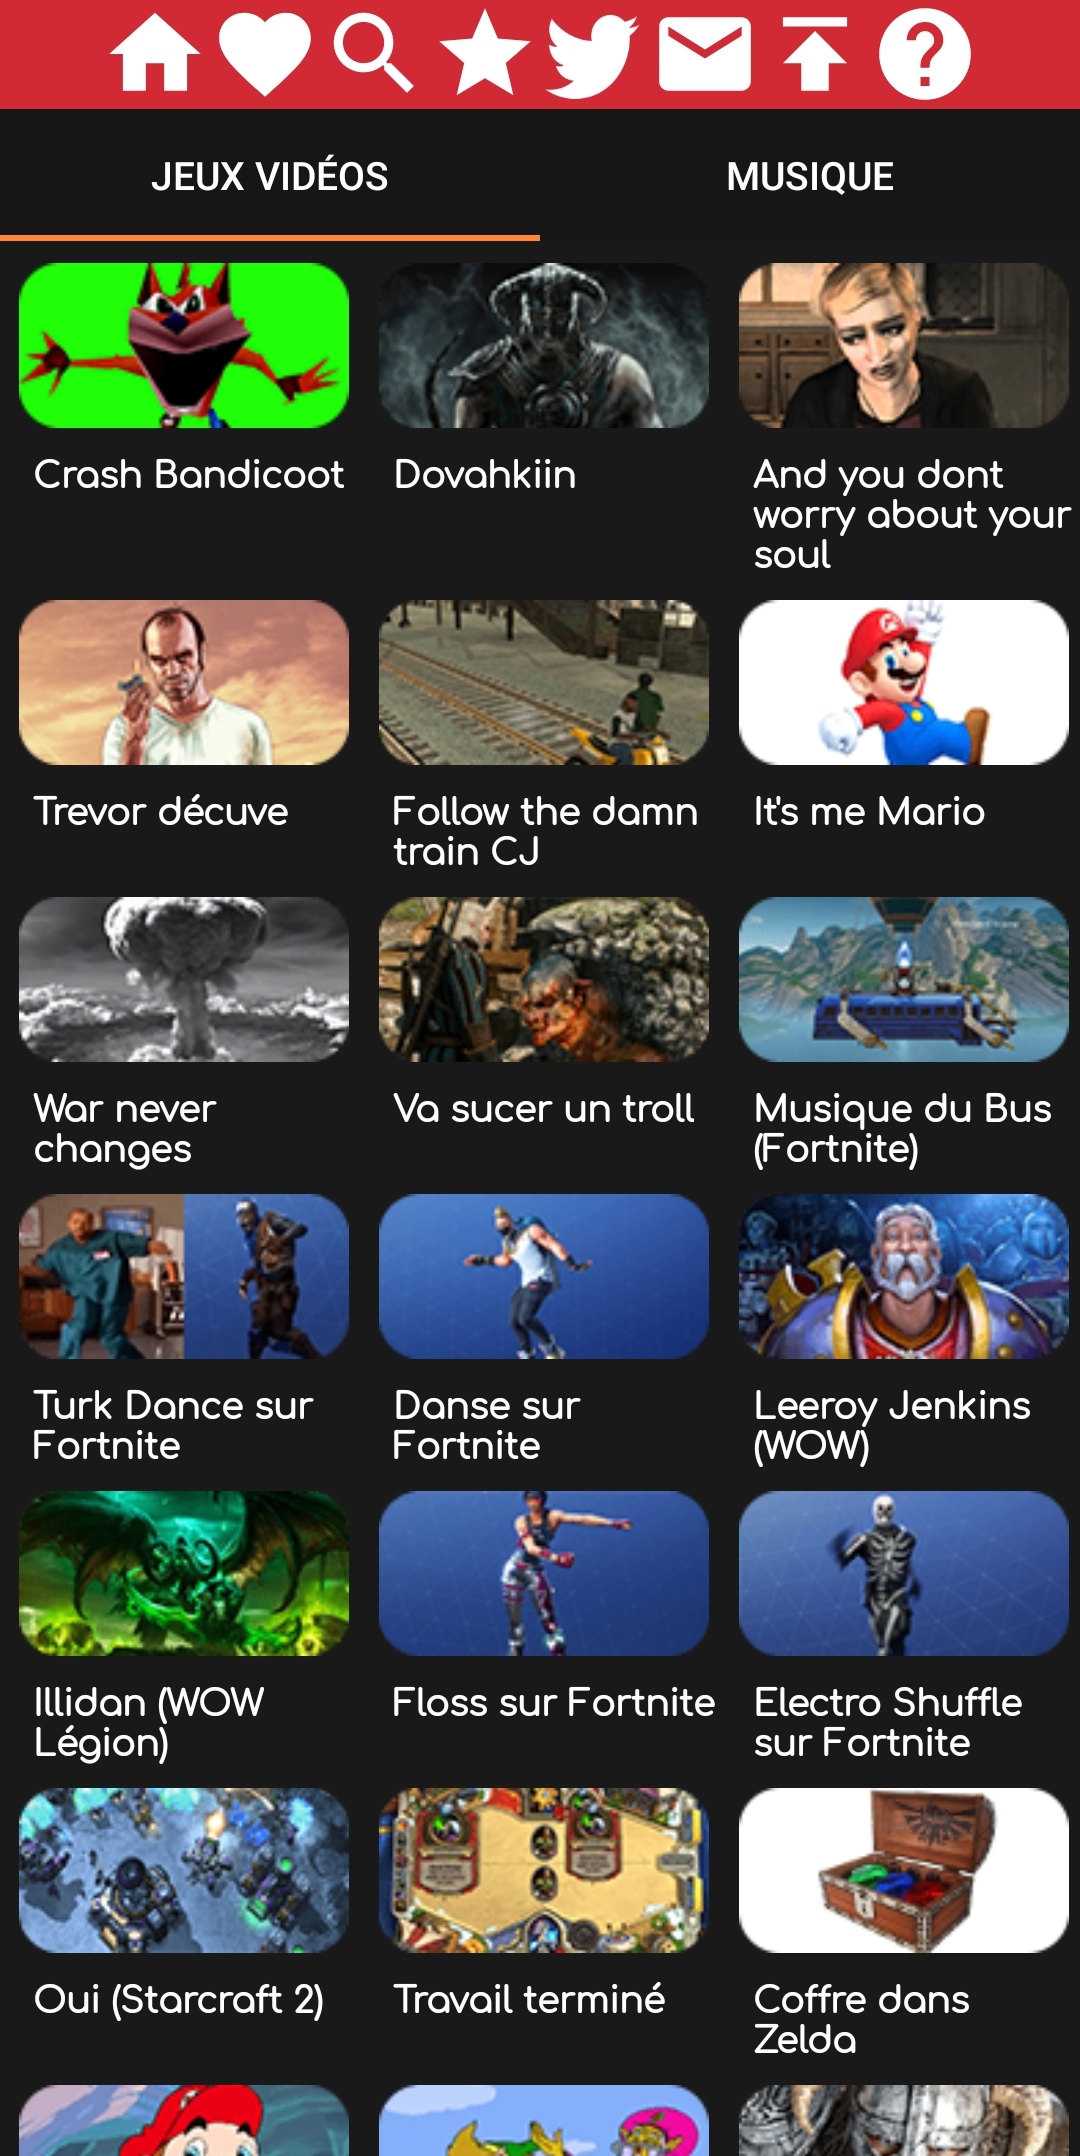 JEUX VIDÉOS
MUSIQUE
Crash Bandicoot
Dovahkiin
And you dont
worry about your
soul
Trevor décuve
Follow the damn
train CJ
It's me Mario
War never
changes
Va sucer un troll
Musique du Bus
(Fortnite)
Turk Dance sur
Fortnite
Danse sur
Fortnite
Leeroy Jenkins
(WOW)
Illidan (WOW
Légion)
Floss sur Fortnite
Electro Shuffle
sur Fortnite
Oui (Starcraft 2)
Travail terminé
Coffre dans
Zelda